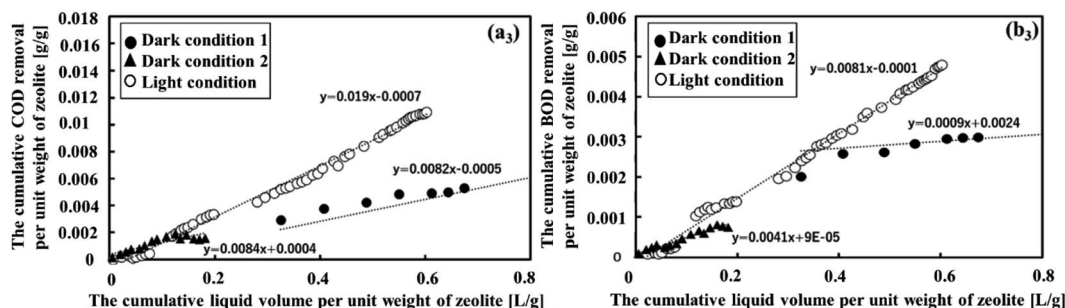 The cumulative COD removal
per unit weight of zeolite [g/g]
0.018
0.016
0.014
0.012
0.010
0.008
0.006
0.004
0.002
0
Dark condition 1
Dark condition 2
Light condition
(a3)
y=0.019x-0.0007
y=0.0082x-0.0005
y=0.0084x+0.0004
0 0.2 0.4 0.6 0.8
The cumulative liquid volume per unit weight of zeolite [L/g]
The cumulative BOD removal
per unit weight of zeolite [g/g]
0.006
0.005
0.004
0.003
0.002
0.001
0
Dark condition 1
Dark condition 2
Light condition
(b3)
y=0.0081x-0.0001
y=0.0009x+0.0024
y=0.0041x+9E-05
0 0.2 0.4 0.6 0.8
The cumulative liquid volume per unit weight of zeolite [L/g]